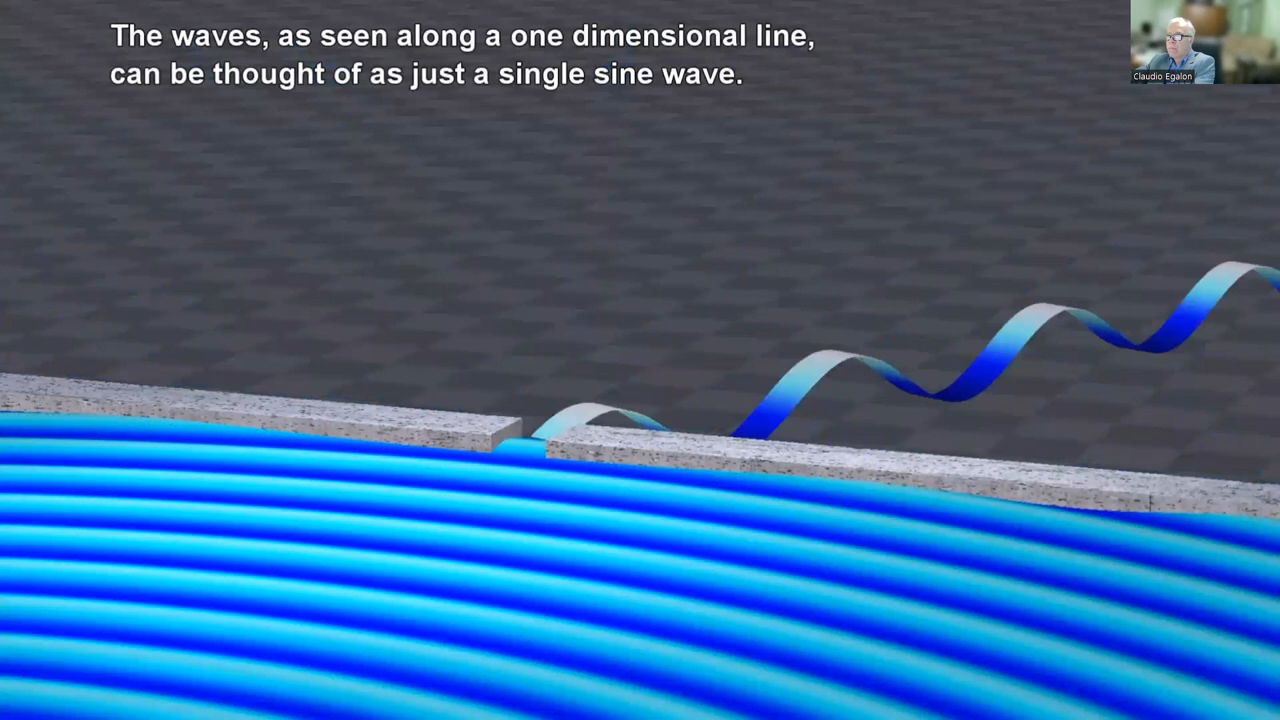 The waves, as seen along a one dimensional line,
can be thought of as just a single sine wave.
Claudio Egalon